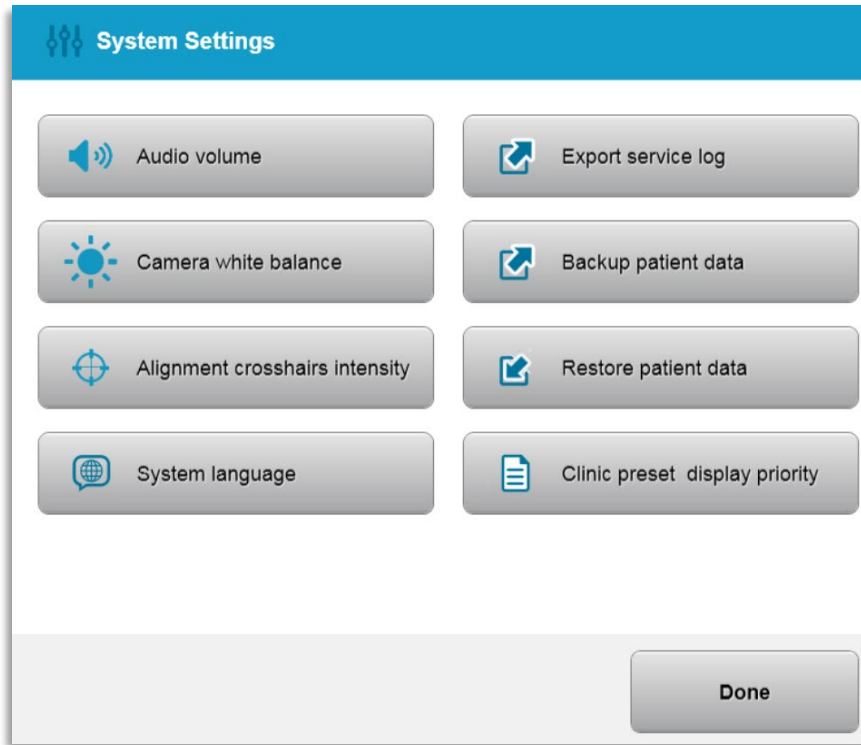 System Settings
Audio volume
Export service log
Camera white balance
Backup patient data
Alignment crosshairs intensity
Restore patient data
System language
Clinic preset display priority
Done